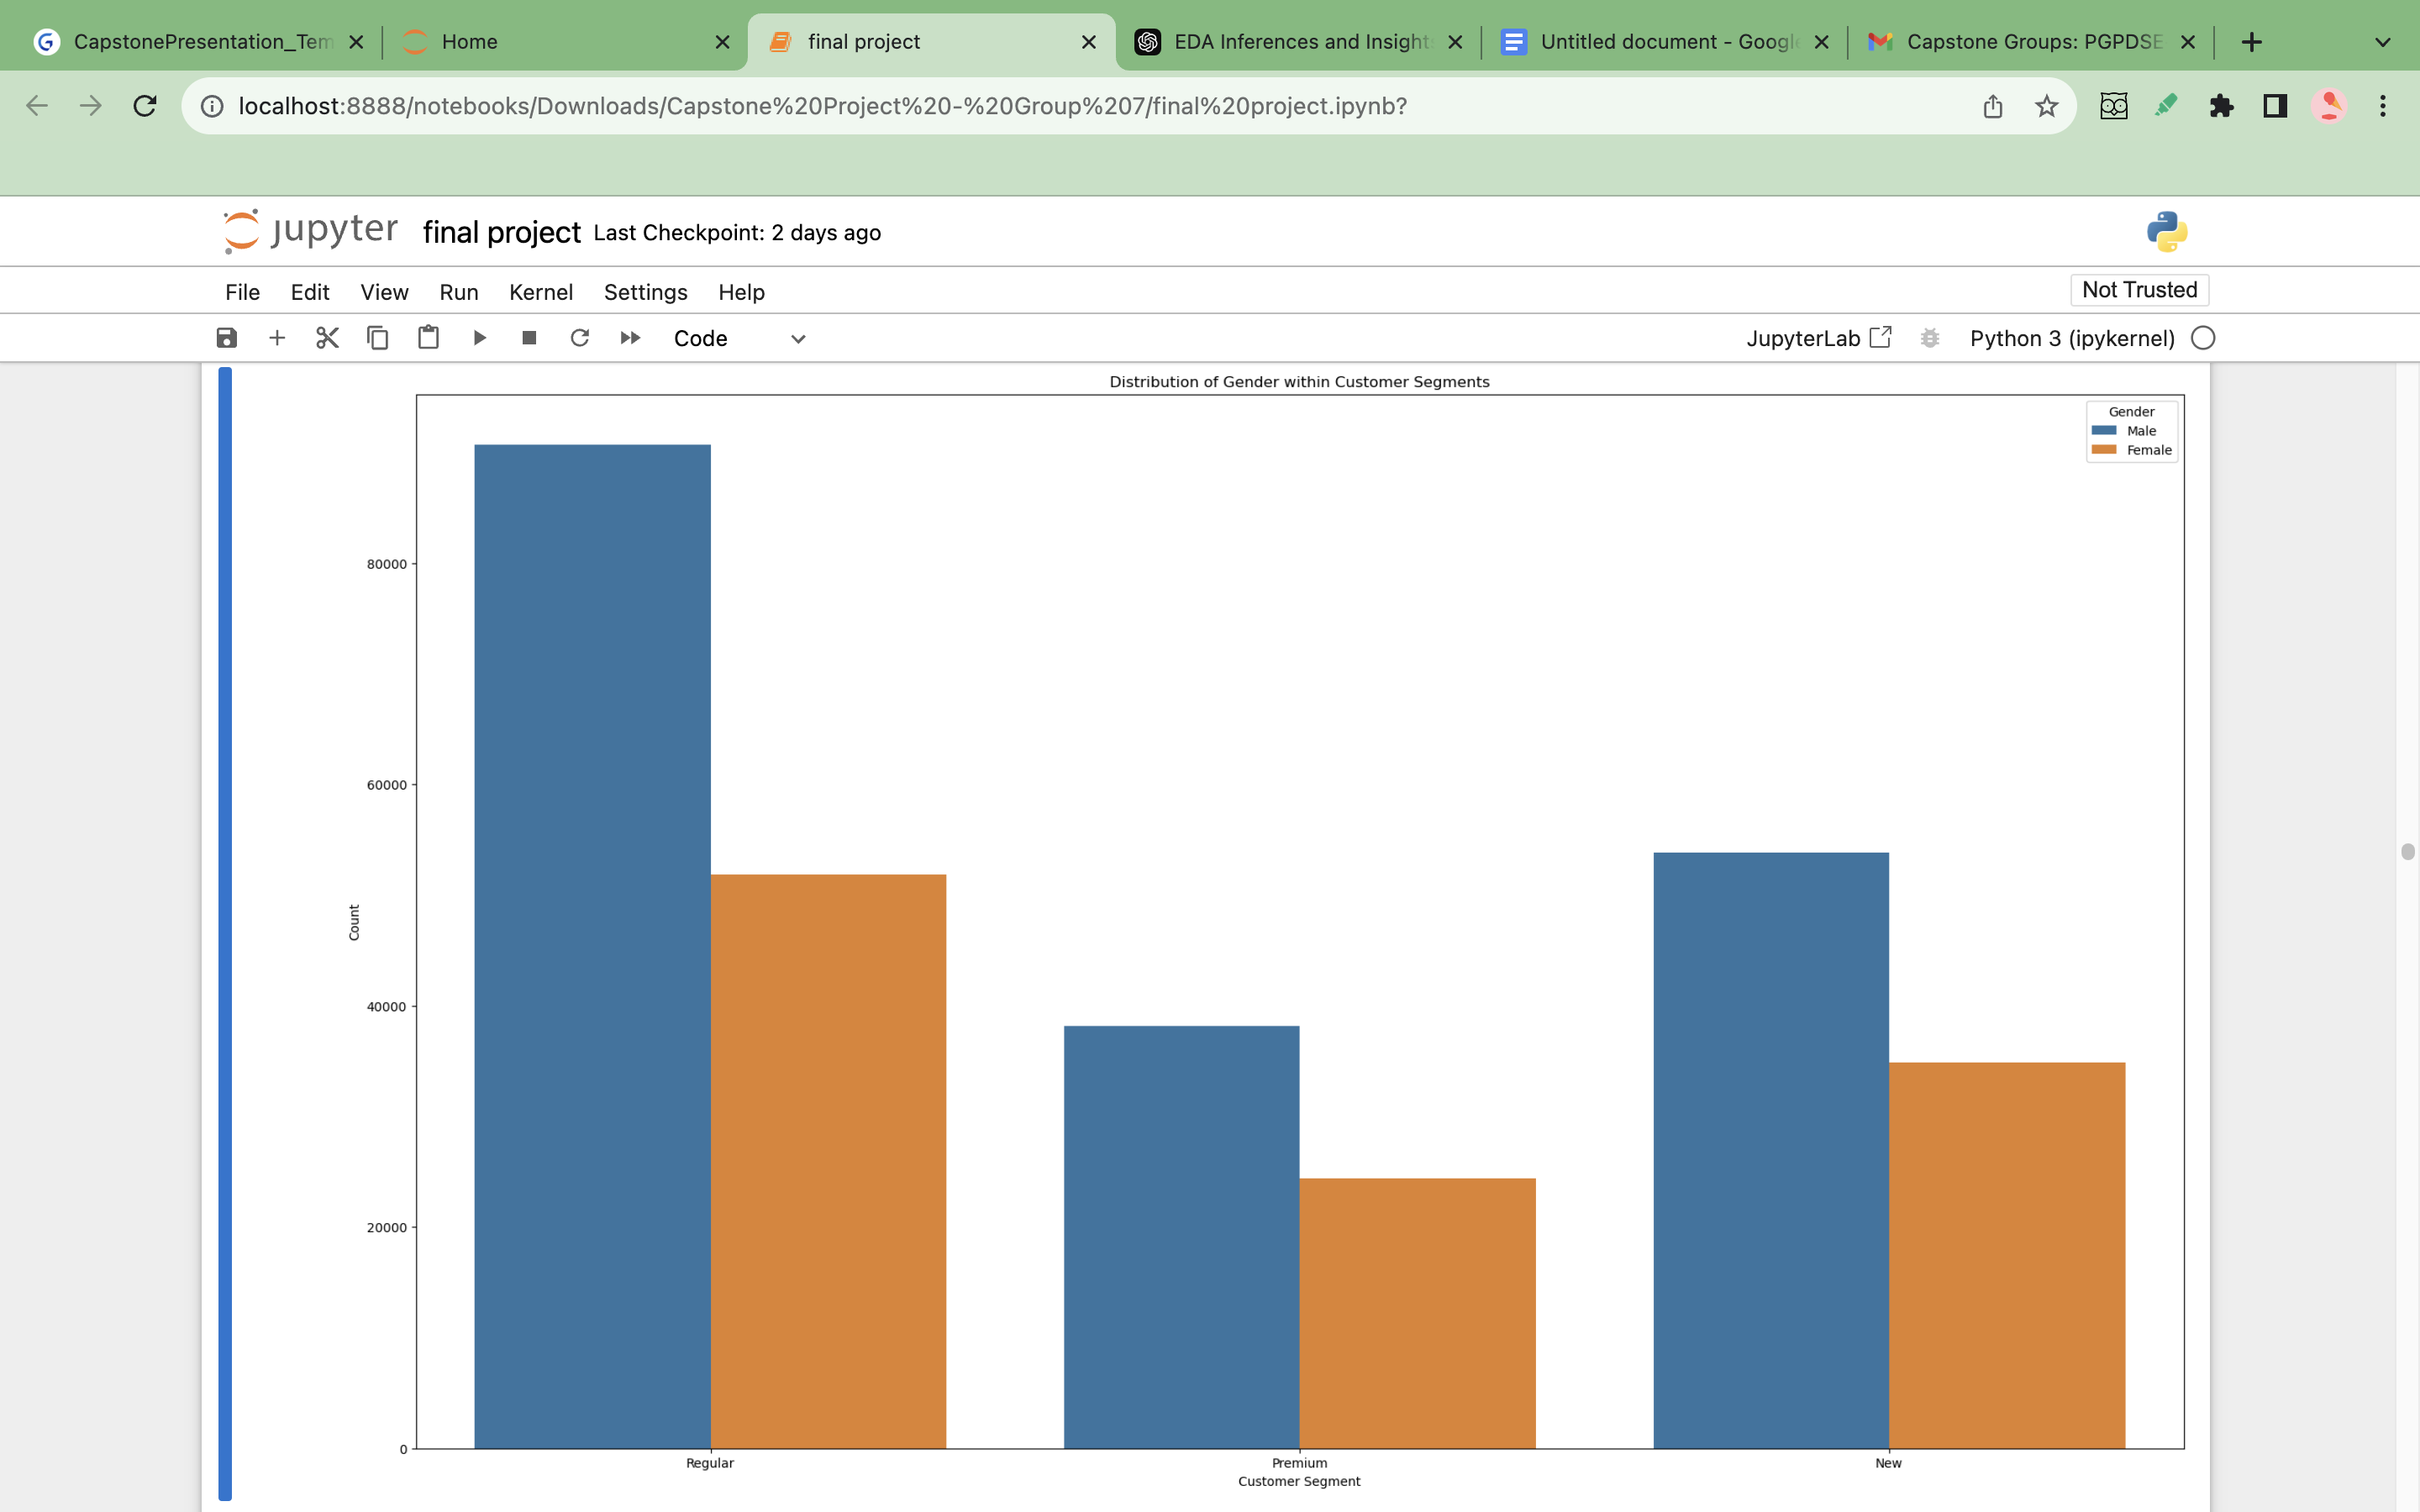 CapstonePresentation_Tem
Home
final project
EDA Inferences and Insight
Untitled document - Googl
Capstone Groups: PGPDSE
localhost:8888/notebooks/Downloads/Capstone%20Project%20-%20Group%207/final%20project.ipynb?
jupyter final project Last Checkpoint: 2 days ago
File Edit View Run Kernel Settings Help
Not Trusted
Code
JupyterLab
Python 3 (ipykernel)
Distribution of Gender within Customer Segments
Gender
Male
Female
80000
60000
40000
20000
0
Count
Regular
Premium
New
Customer Segment